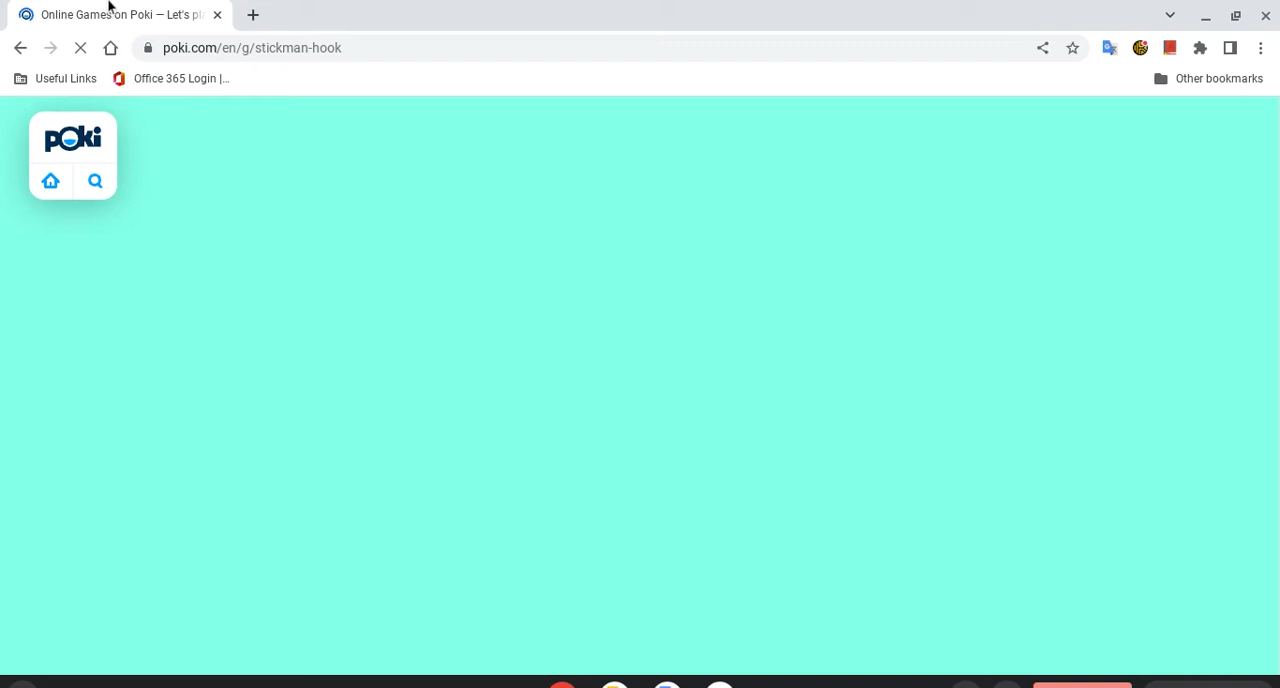 Online Games on Poki — Let's pl
poki.com/en/g/stickman-hook
Useful Links
Office 365 Login |...
Other bookmarks
poki